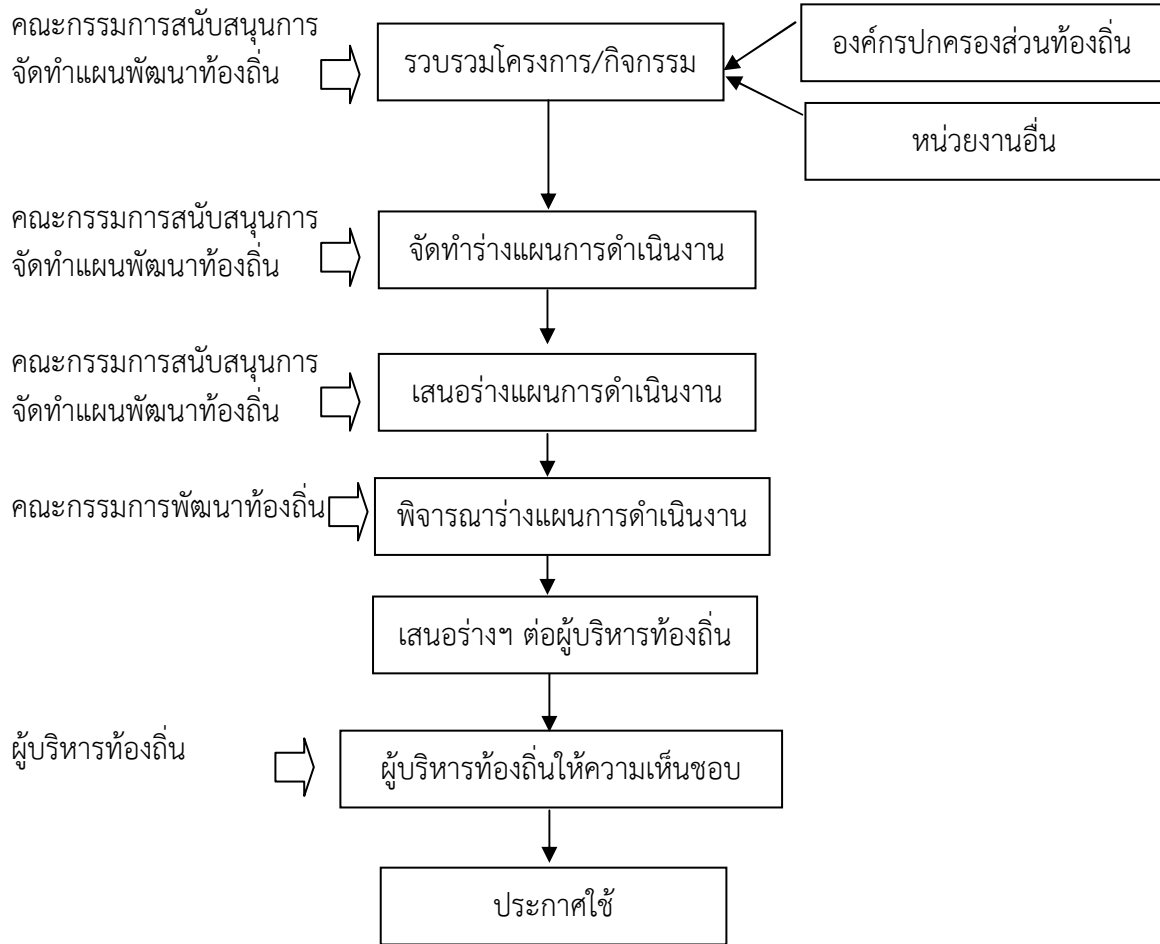 คณะกรรมการสนับสนุนการ
จัดทำแผนพัฒนาท้องถิ่น
รวบรวมโครงการ/กิจกรรม
องค์กรปกครองส่วนท้องถิ่น
หน่วยงานอื่น
คณะกรรมการสนับสนุนการ
จัดทำแผนพัฒนาท้องถิ่น
จัดทำร่างแผนการดำเนินงาน
คณะกรรมการสนับสนุนการ
จัดทำแผนพัฒนาท้องถิ่น
เสนอร่างแผนการดำเนินงาน
คณะกรรมการพัฒนาท้องถิ่น
พิจารณาร่างแผนการดำเนินงาน
เสนอร่างฯ ต่อผู้บริหารท้องถิ่น
ผู้บริหารท้องถิ่น
ผู้บริหารท้องถิ่นให้ความเห็นชอบ
ประกาศใช้